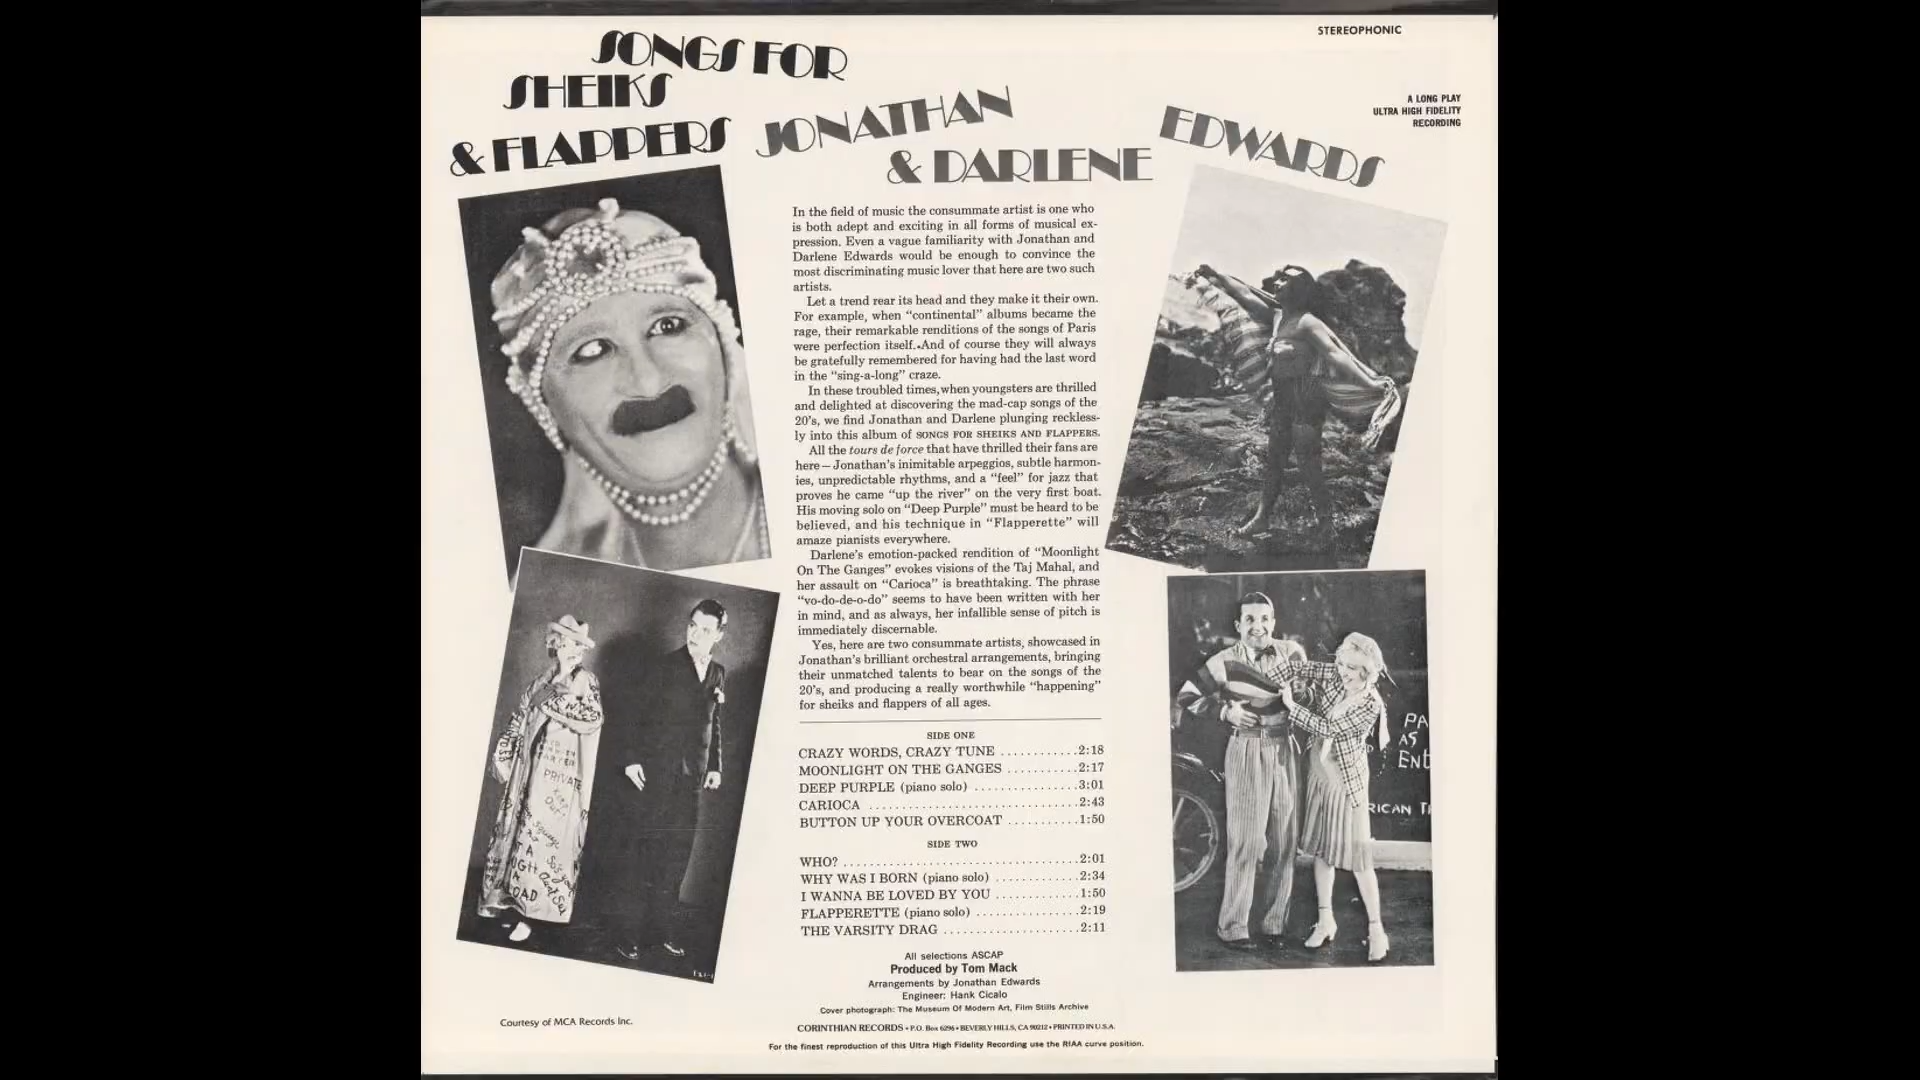 SONGS FOR
SHEIKS
& FLAPPERS
JONATHAN
& DARLENE
EDWARDS
STEREOPHONIC
A LONG PLAY
ULTRA HIGH FIDELITY
RECORDING
In the field of music the consummate artist is one who
is both adept and exciting in all forms of musical ex-
pression. Even a vague familiarity with Jonathan and
Darlene Edwards would be enough to convince the
most discriminating music lover that here are two such
artists.
Let a trend rear its head and they make it their own.
For example, when “continental” albums became the
rage, their remarkable renditions of the songs of Paris
were perfection itself. And of course they will always
be gratefully remembered for having had the last word
in the “sing-a-long” craze.
In these troubled times, when youngsters are thrilled
and delighted at discovering the mad-cap songs of the
20’s, we find Jonathan and Darlene plunging reckless-
ly into this album of SONGS FOR SHEIKS AND FLAPPERS.
All the tours de force that have thrilled their fans are
here — Jonathan’s inimitable arpeggios, subtle harmon-
ies, unpredictable rhythms, and a “feel” for jazz that
proves he came “up the river” on the very first boat.
His moving solo on “Deep Purple” must be heard to be
believed, and his technique in “Flapperette” will
amaze pianists everywhere.
Darlene’s emotion-packed rendition of “Moonlight
On The Ganges” evokes visions of the Taj Mahal, and
her assault on “Carioca” is breathtaking. The phrase
“vo-do-de-o-do” seems to have been written with her
in mind, and as always, her infallible sense of pitch is
immediately discernable.
Yes, here are two consummate artists, showcased in
Jonathan’s brilliant orchestral arrangements, bringing
their unmatched talents to bear on the songs of the
20’s, and producing a really worthwhile “happening”
for sheiks and flappers of all ages.
SIDE ONE
CRAZY WORDS, CRAZY TUNE ............2:18
MOONLIGHT ON THE GANGES ...........2:17
DEEP PURPLE (piano solo) ................3:01
CARIOCA ................................2:43
BUTTON UP YOUR OVERCOAT ...........1:50
SIDE TWO
WHO? ...................................2:01
WHY WAS I BORN (piano solo) .............2:34
I WANNA BE LOVED BY YOU .............1:50
FLAPPERETTE (piano solo) ................2:19
THE VARSITY DRAG .....................2:11
All selections ASCAP
Produced by Tom Mack
Arrangements by Jonathan Edwards
Engineer: Hank Cicalo
Cover photograph: The Museum Of Modern Art, Film Stills Archive
CORINTHIAN RECORDS • P.O. Box 6296 • BEVERLY HILLS, CA 90212 • PRINTED IN U.S.A.
For the finest reproduction of this Ultra High Fidelity Recording use the RIAA curve position.
Courtesy of MCA Records Inc.
PRIVATE
KEEP
OUT!
PA
AS
ENT
RICAN T